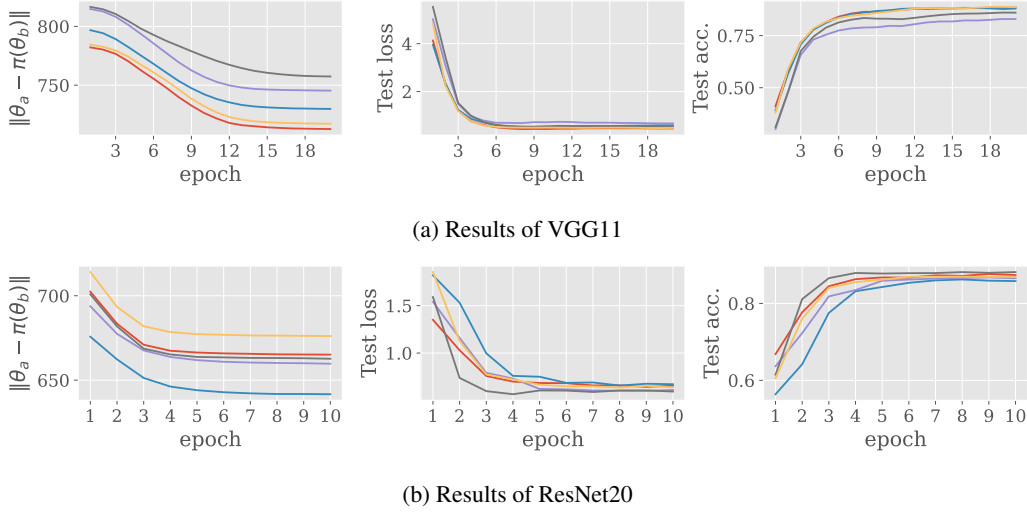 ‖θa − π(θb)‖
800
750
3 6 9 12 15 18
epoch
Test loss
4
2
3 6 9 12 15 18
epoch
Test acc.
0.75
0.50
3 6 9 12 15 18
epoch
(a) Results of VGG11
‖θa − π(θb)‖
700
650
1 2 3 4 5 6 7 8 9 10
epoch
Test loss
1.5
1.0
1 2 3 4 5 6 7 8 9 10
epoch
Test acc.
0.8
0.6
1 2 3 4 5 6 7 8 9 10
epoch
(b) Results of ResNet20